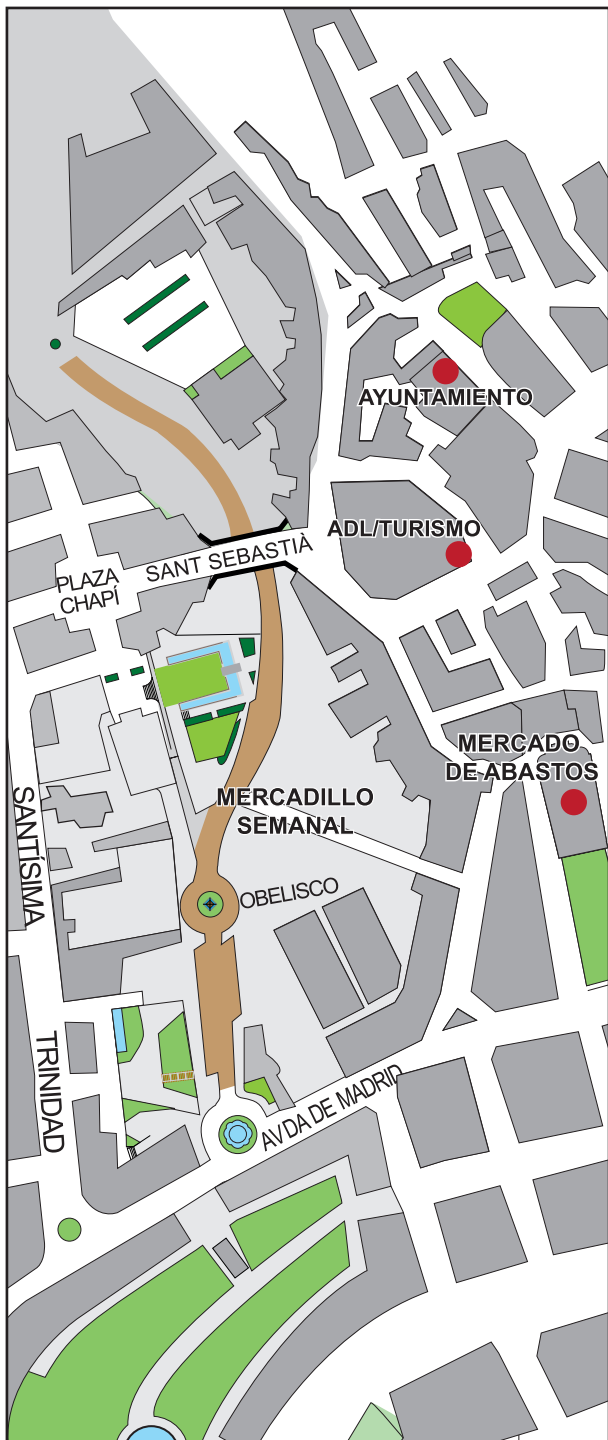 AYUNTAMIENTO
ADL/TURISMO
SANT SEBASTIÀ
PLAZA
CHAPÍ
MERCADO
DE ABASTOS
MERCADILLO
SEMANAL
SANTÍSIMA
OBELISCO
TRINIDAD
AVDA DE MADRID